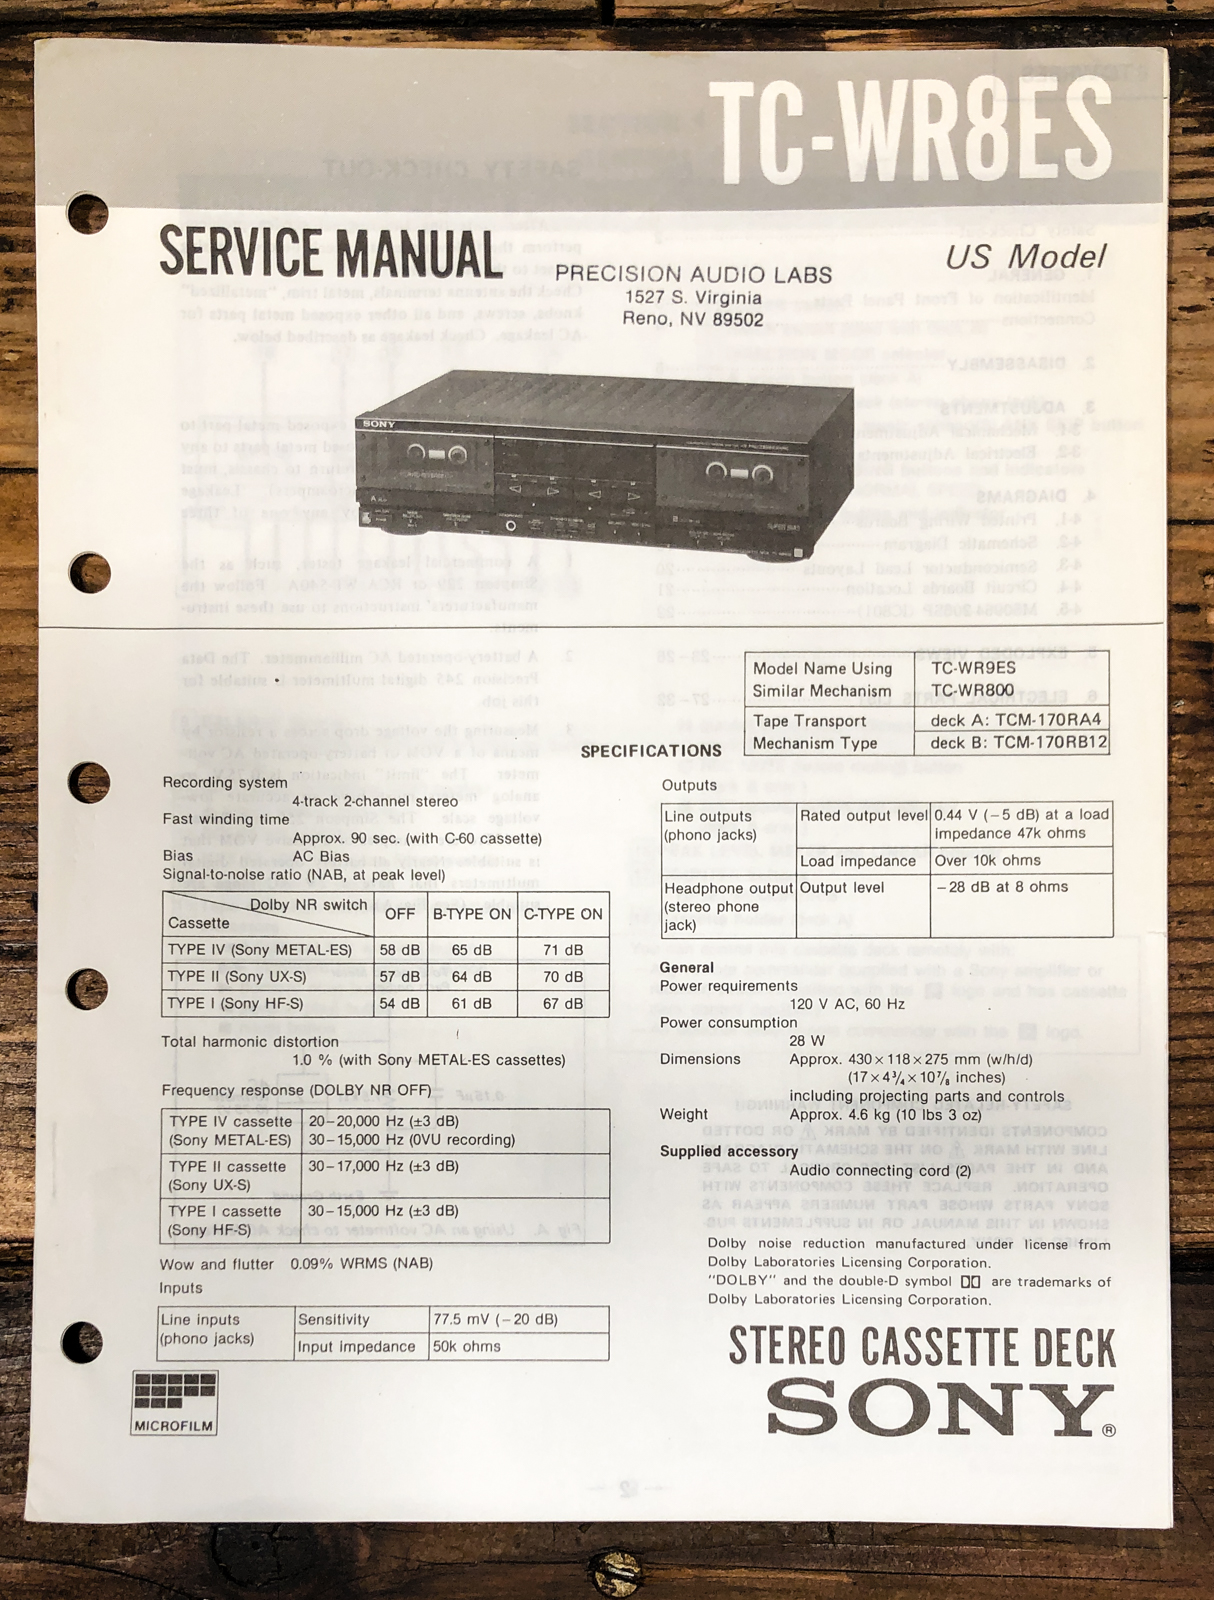 TC-WR8ES
SERVICE MANUAL
US Model
PRECISION AUDIO LABS
1527 S. Virginia
Reno, NV 89502
SONY
Model Name Using Similar Mechanism TC-WR9ES TC-WR800
Tape Transport Mechanism Type deck A: TCM-170RA4
deck B: TCM-170RB12
SPECIFICATIONS
Recording system
4-track 2-channel stereo
Fast winding time
Approx. 90 sec. (with C-60 cassette)
Bias AC Bias
Signal-to-noise ratio (NAB, at peak level)
Dolby NR switch
Cassette OFF B-TYPE ON C-TYPE ON
TYPE IV (Sony METAL-ES) 58 dB 65 dB 71 dB
TYPE II (Sony UX-S) 57 dB 64 dB 70 dB
TYPE I (Sony HF-S) 54 dB 61 dB 67 dB
Total harmonic distortion
1.0 % (with Sony METAL-ES cassettes)
Frequency response (DOLBY NR OFF)
TYPE IV cassette 20–20,000 Hz (±3 dB)
(Sony METAL-ES) 30–15,000 Hz (0VU recording)
TYPE II cassette 30–17,000 Hz (±3 dB)
(Sony UX-S)
TYPE I cassette 30–15,000 Hz (±3 dB)
(Sony HF-S)
Wow and flutter 0.09% WRMS (NAB)
Inputs
Line inputs Sensitivity 77.5 mV (–20 dB)
(phono jacks) Input impedance 50k ohms
MICROFILM
Outputs
Line outputs Rated output level 0.44 V (–5 dB) at a load
(phono jacks) impedance 47k ohms
Load impedance Over 10k ohms
Headphone output Output level –28 dB at 8 ohms
(stereo phone
jack)
General
Power requirements
120 V AC, 60 Hz
Power consumption
28 W
Dimensions Approx. 430×118×275 mm (w/h/d)
(17×4 3/4×10 7/8 inches)
including projecting parts and controls
Weight Approx. 4.6 kg (10 lbs 3 oz)
Supplied accessory
Audio connecting cord (2)
Dolby noise reduction manufactured under license from
Dolby Laboratories Licensing Corporation.
"DOLBY" and the double-D symbol are trademarks of
Dolby Laboratories Licensing Corporation.
STEREO CASSETTE DECK
SONY®